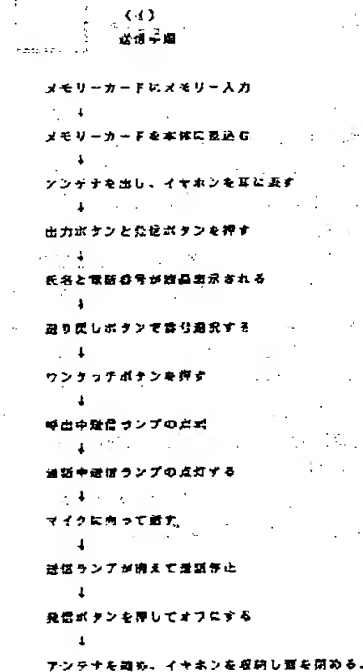 (イ)
送信手順
メモリーカードにメモリー入力
↓
メモリーカードを本体に差込む
↓
アンテナを出し、イヤホンを耳に差す
↓
出力ボタンと発信ボタンを押す
↓
氏名と電話番号が液晶表示される
↓
繰り戻しボタンで番号選択する
↓
ワンタッチボタンを押す
↓
呼出中送信ランプの点滅
↓
通話中送信ランプの点灯する
↓
マイクに向って話す。
↓
送信ランプが消えて通話停止
↓
発信ボタンを押してオフにする
↓
アンテナを縮め、イヤホンを収納し蓋を閉める。